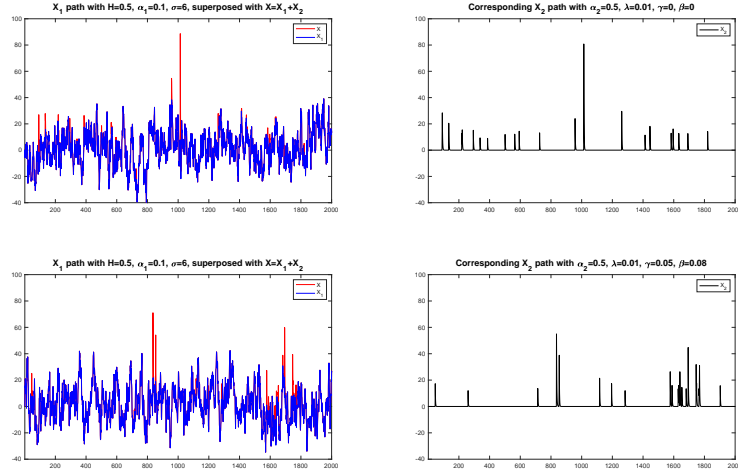 X1 path with H=0.5, α1=0.1, σ=6, superposed with X=X1+X2
100
80
60
40
20
0
-20
-40
200 400 600 800 1000 1200 1400 1600 1800 2000
X
X1
Corresponding X2 path with α2=0.5, λ=0.01, γ=0, β=0
100
80
60
40
20
0
-20
-40
200 400 600 800 1000 1200 1400 1600 1800 2000
X2
X1 path with H=0.5, α1=0.1, σ=6, superposed with X=X1+X2
100
80
60
40
20
0
-20
-40
200 400 600 800 1000 1200 1400 1600 1800 2000
X
X1
Corresponding X2 path with α2=0.5, λ=0.01, γ=0.05, β=0.08
100
80
60
40
20
0
-20
-40
200 400 600 800 1000 1200 1400 1600 1800 2000
X2